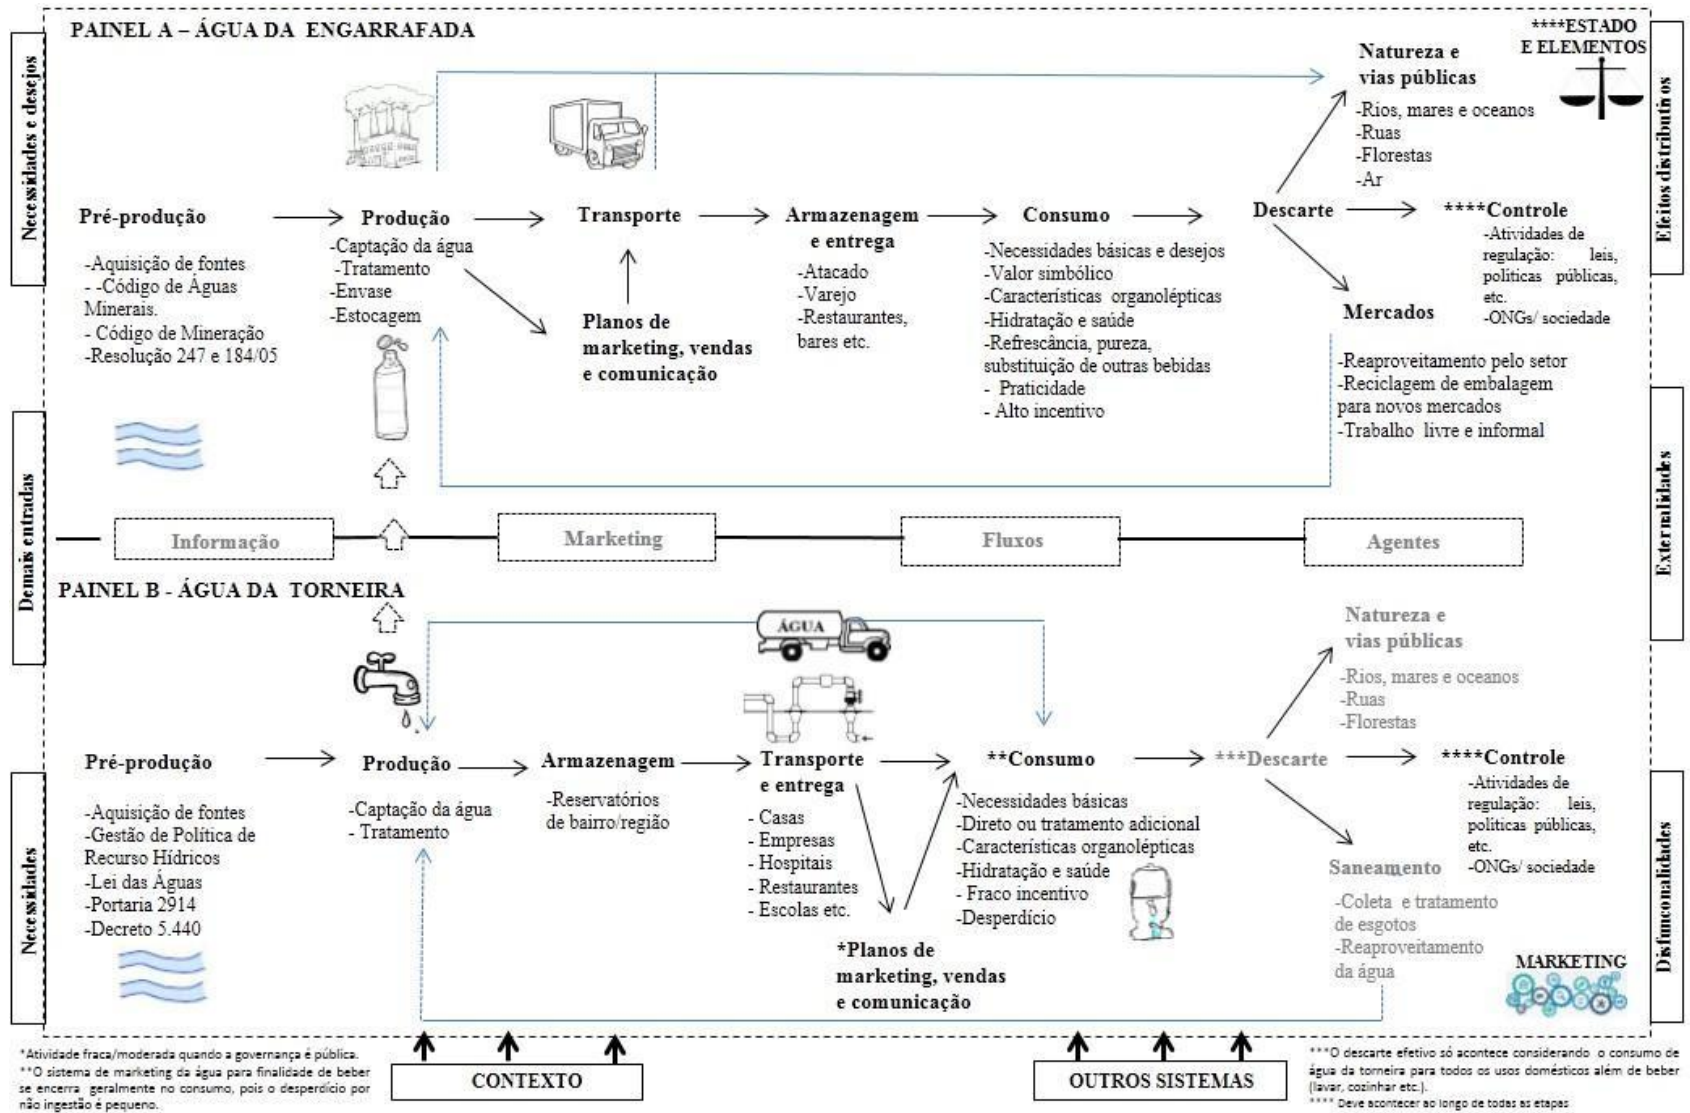 PAINEL A – ÁGUA DA ENGARRAFADA
****ESTADO
E ELEMENTOS
Necessidades e desejos
Efeitos distributivos
Natureza e
vias públicas
-Rios, mares e oceanos
-Ruas
-Florestas
-Ar
Pré-produção
-Aquisição de fontes
- -Código de Águas
Minerais.
- Código de Mineração
-Resolução 247 e 184/05
Produção
-Captação da água
-Tratamento
-Envase
-Estocagem
Transporte
Planos de
marketing, vendas
e comunicação
Armazenagem
e entrega
-Atacado
-Varejo
-Restaurantes,
bares etc.
Consumo
-Necessidades básicas e desejos
-Valor simbólico
-Características organolépticas
-Hidratação e saúde
-Refrescância, pureza,
substituição de outras bebidas
- Praticidade
- Alto incentivo
Descarte
****Controle
-Atividades de
regulação: leis,
políticas públicas,
etc.
-ONGs/ sociedade
Mercados
-Reaproveitamento pelo setor
-Reciclagem de embalagem
para novos mercados
-Trabalho livre e informal
Demais entradas
Externalidades
Informação
Marketing
Fluxos
Agentes
PAINEL B - ÁGUA DA TORNEIRA
ÁGUA
Natureza e
vias públicas
-Rios, mares e oceanos
-Ruas
-Florestas
Necessidades
Disfunconalidades
Pré-produção
-Aquisição de fontes
-Gestão de Política de
Recurso Hídricos
-Lei das Águas
-Portaria 2914
-Decreto 5.440
Produção
-Captação da água
- Tratamento
Armazenagem
-Reservatórios
de bairro/região
Transporte
e entrega
- Casas
- Empresas
- Hospitais
- Restaurantes
- Escolas etc.
*Planos de
marketing, vendas
e comunicação
**Consumo
-Necessidades básicas
-Direto ou tratamento adicional
-Características organolépticas
-Hidratação e saúde
- Fraco incentivo
-Desperdício
***Descarte
****Controle
-Atividades de
regulação: leis,
políticas públicas,
etc.
-ONGs/ sociedade
Saneamento
-Coleta e tratamento
de esgotos
-Reaproveitamento
da água
MARKETING
*Atividade fraca/moderada quando a governança é pública.
**O sistema de marketing da água para finalidade de beber
se encerra geralmente no consumo, pois o desperdício por
não ingestão é pequeno.
CONTEXTO
OUTROS SISTEMAS
***O descarte efetivo só acontece considerando o consumo de
água da torneira para todos os usos domésticos além de beber
(lavar, cozinhar etc.).
**** Deve acontecer ao longo de todas as etapas